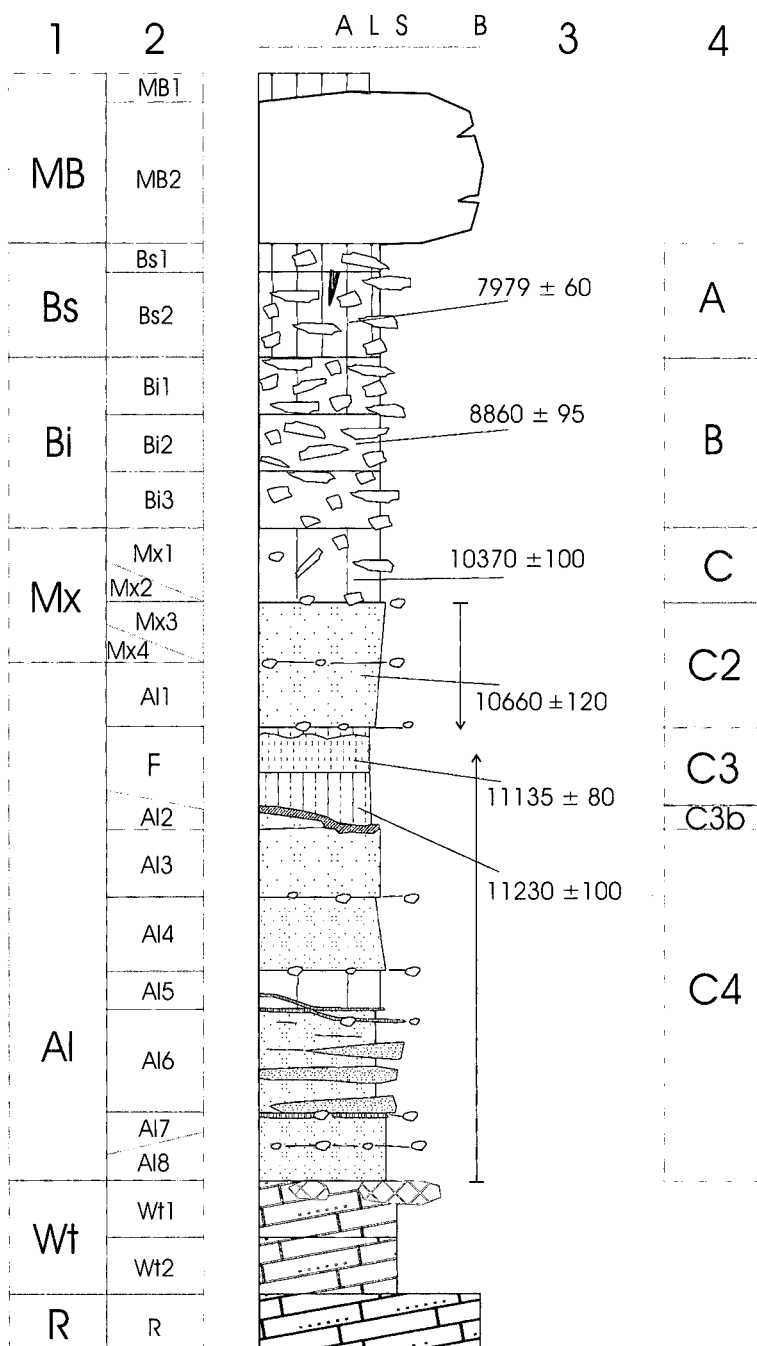 1 2 A L S B 3 4
MB1
MB MB2
Bs1
Bs Bs2 7979 ± 60 A
Bi1
Bi Bi2 8860 ± 95 B
Bi3
Mx1 10370 ±100 C
Mx2
Mx Mx3
Mx4 C2
Al1 10660 ±120
F 11135 ± 80 C3
Al2 C3b
Al3 11230 ±100
Al4
Al5 C4
Al Al6
Al7
Al8
Wt1
Wt
Wt2
R R